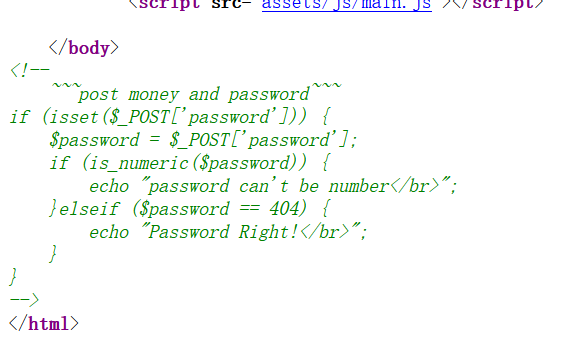 <script src="assets/js/main.js"></script>
</body>
<!--
~~~post money and password~~~
if (isset($_POST['password'])) {
$password = $_POST['password'];
if (is_numeric($password)) {
echo "password can't be number</br>";
}elseif ($password == 404) {
echo "Password Right!</br>";
}
}
-->
</html>